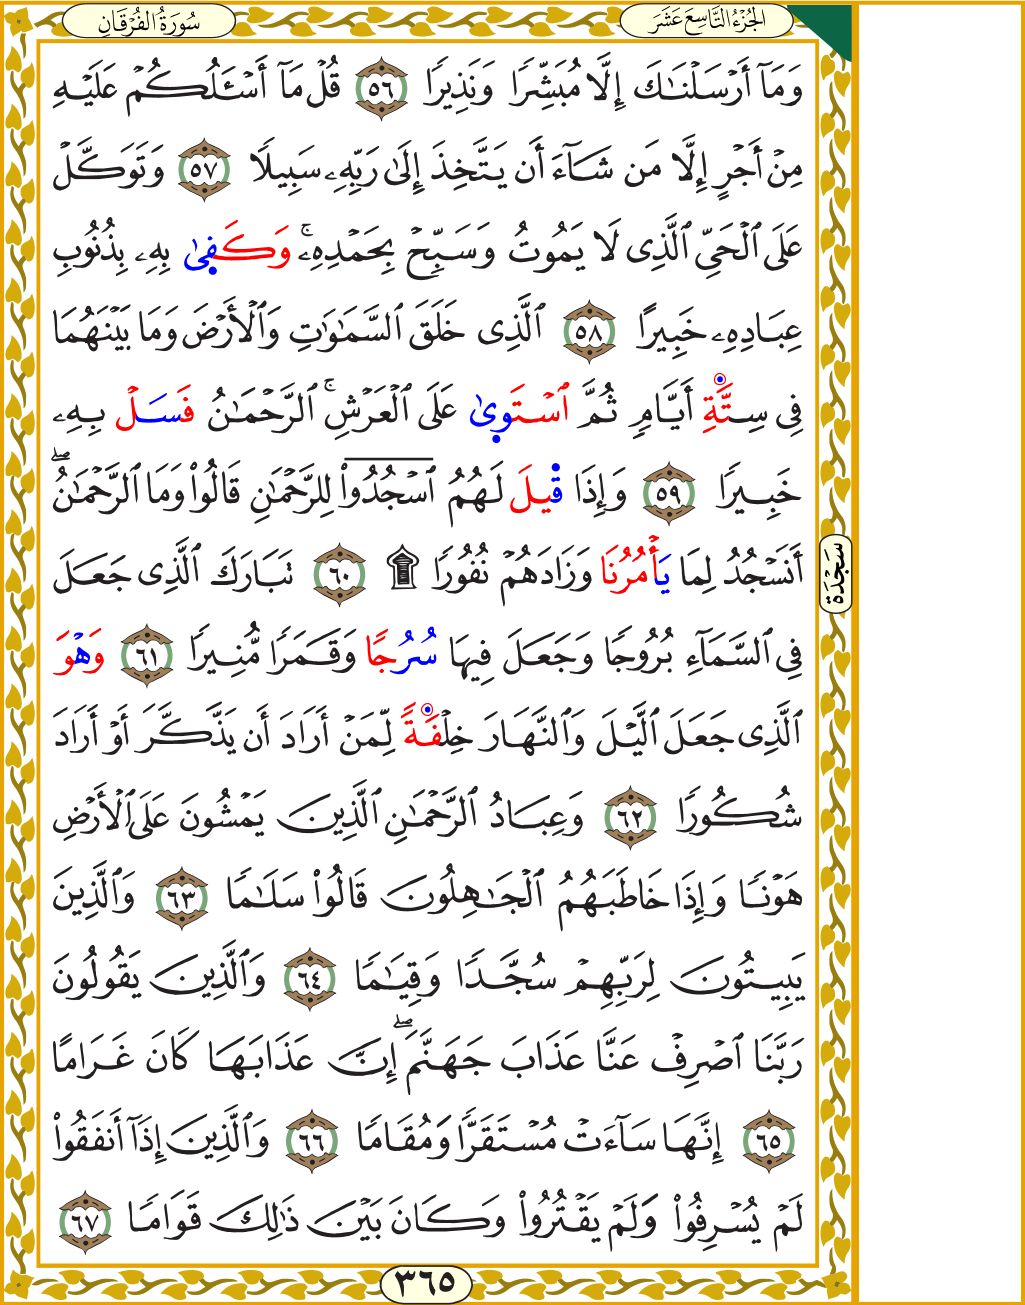 الجُزْءُ التَّاسِعَ عَشَرَ
سُورَةُ الفُرْقَانِ
وَمَآ أَرْسَلْنَٰكَ إِلَّا مُبَشِّرٗا وَنَذِيرٗا ٥٦ قُلْ مَآ أَسْـَٔلُكُمْ عَلَيْهِ
مِنْ أَجْرٍ إِلَّا مَن شَآءَ أَن يَتَّخِذَ إِلَىٰ رَبِّهِۦ سَبِيلٗا ٥٧ وَتَوَكَّلْ
عَلَى ٱلْحَيِّ ٱلَّذِى لَا يَمُوتُ وَسَبِّحْ بِحَمْدِهِۦۚ وَكَفِىٰ بِهِۦ بِذُنُوبِ
عِبَادِهِۦ خَبِيرًا ٥٨ ٱلَّذِى خَلَقَ ٱلسَّمَٰوَٰتِ وَٱلْأَرْضَ وَمَا بَيْنَهُمَا
فِى سِتَّةِ أَيَّامٖ ثُمَّ ٱسْتَوِىٰ عَلَى ٱلْعَرْشِۚ ٱلرَّحْمَٰنُ فَسَلْ بِهِۦ
خَبِيرٗا ٥٩ وَإِذَا قِيلَ لَهُمُ ٱسْجُدُوا۟ لِلرَّحْمَٰنِ قَالُوا۟ وَمَا ٱلرَّحْمَٰنُۖ
أَنَسْجُدُ لِمَا يَأْمُرُنَا وَزَادَهُمْ نُفُورٗا ۩ ٦٠ تَبَارَكَ ٱلَّذِى جَعَلَ
سَجْدَة
فِى ٱلسَّمَآءِ بُرُوجٗا وَجَعَلَ فِيهَا سُرُجٗا وَقَمَرٗا مُّنِيرٗا ٦١ وَهْوَ
ٱلَّذِى جَعَلَ ٱلَّيْلَ وَٱلنَّهَارَ خِلْفَةٗ لِّمَنْ أَرَادَ أَن يَذَّكَّرَ أَوْ أَرَادَ
شُكُورٗا ٦٢ وَعِبَادُ ٱلرَّحْمَٰنِ ٱلَّذِينَ يَمْشُونَ عَلَى ٱلْأَرْضِ
هَوْنٗا وَإِذَا خَاطَبَهُمُ ٱلْجَٰهِلُونَ قَالُوا۟ سَلَٰمٗا ٦٣ وَٱلَّذِينَ
يَبِيتُونَ لِرَبِّهِمْ سُجَّدٗا وَقِيَٰمٗا ٦٤ وَٱلَّذِينَ يَقُولُونَ
رَبَّنَا ٱصْرِفْ عَنَّا عَذَابَ جَهَنَّمَۖ إِنَّ عَذَابَهَا كَانَ غَرَامًا
٦٥ إِنَّهَا سَآءَتْ مُسْتَقَرّٗا وَمُقَامٗا ٦٦ وَٱلَّذِينَ إِذَآ أَنفَقُوا۟
لَمْ يُسْرِفُوا۟ وَلَمْ يَقْتُرُوا۟ وَكَانَ بَيْنَ ذَٰلِكَ قَوَامٗا ٦٧
٣٦٥